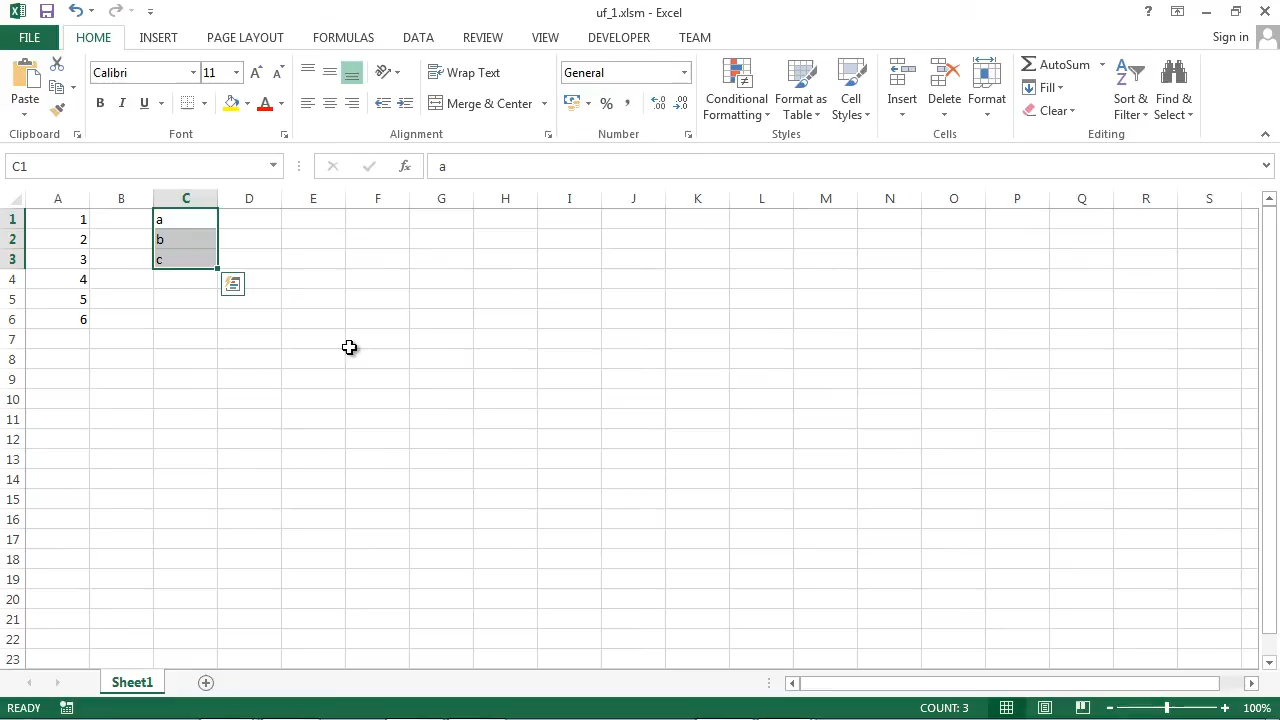 uf_1.xlsm - Excel
FILE HOME INSERT PAGE LAYOUT FORMULAS DATA REVIEW VIEW DEVELOPER TEAM Sign in
Paste
Calibri 11
B I U A
Wrap Text
Merge & Center
General
% ,
Conditional Formatting
Format as Table
Cell Styles
Insert Delete Format
AutoSum
Fill
Clear
Sort & Filter
Find & Select
Clipboard Font Alignment Number Styles Cells Editing
C1 fx a
A B C D E F G H I J K L M N O P Q R S
1 1 a
2 2 b
3 3 c
4 4
5 5
6 6
7
8
9
10
11
12
13
14
15
16
17
18
19
20
21
22
23
Sheet1
READY COUNT: 3 100%